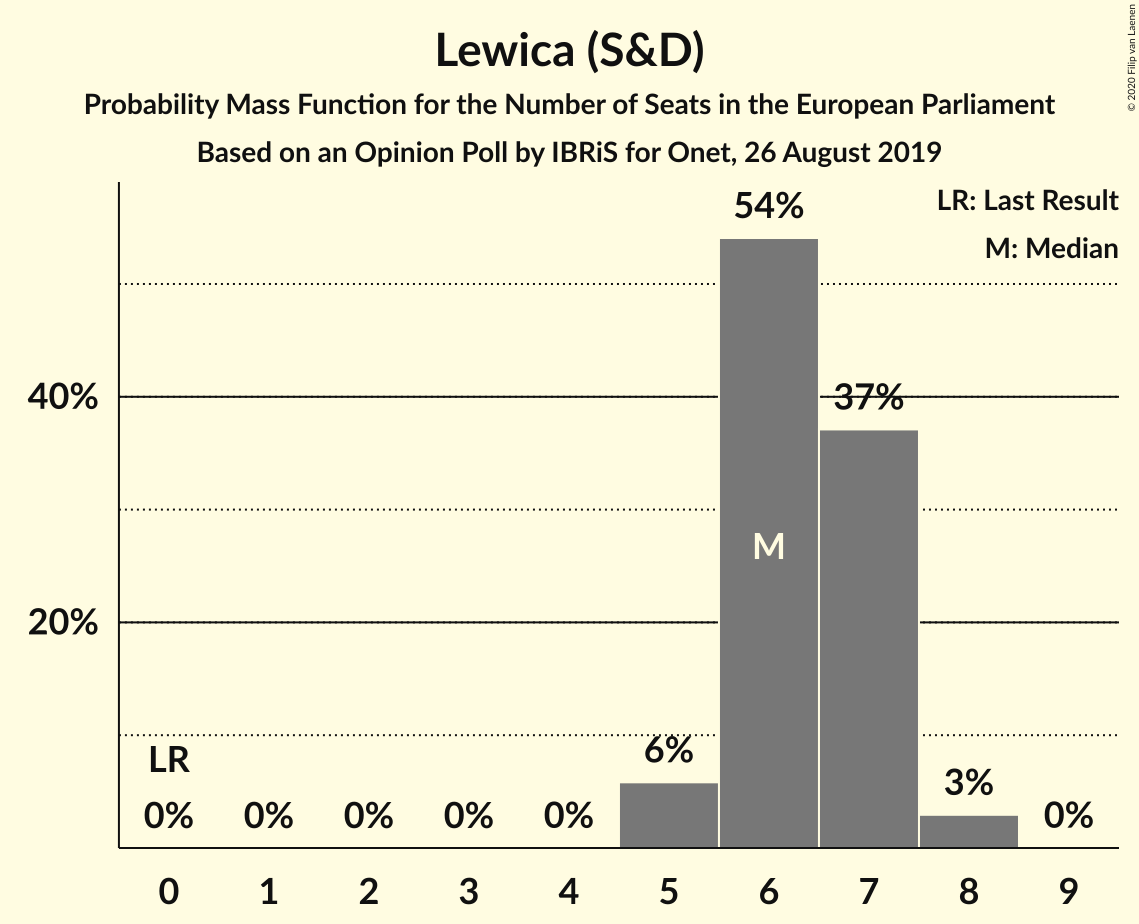 Lewica (S&D)
Probability Mass Function for the Number of Seats in the European Parliament
Based on an Opinion Poll by IBRiS for Onet, 26 August 2019
© 2020 Filip van Laenen
LR: Last Result
M: Median
54%
40%
37%
M
20%
6%
LR
3%
0% 0% 0% 0% 0% 0%
0 1 2 3 4 5 6 7 8 9